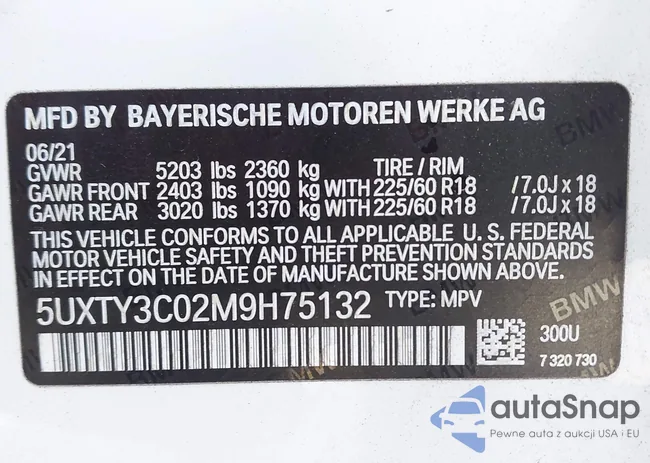 MFD BY BAYERISCHE MOTOREN WERKE AG
06/21
GVWR 5203 lbs 2360 kg TIRE / RIM
GAWR FRONT 2403 lbs 1090 kg WITH 225/60 R18 /7.0J x 18
GAWR REAR 3020 lbs 1370 kg WITH 225/60 R18 /7.0J x 18
THIS VEHICLE CONFORMS TO ALL APPLICABLE U. S. FEDERAL
MOTOR VEHICLE SAFETY AND THEFT PREVENTION STANDARDS
IN EFFECT ON THE DATE OF MANUFACTURE SHOWN ABOVE.
5UXTY3C02M9H75132 TYPE: MPV
300U
7 320 730
BMW
BMW
BMW
BMW
autaSnap
Pewne auta z aukcji USA i EU